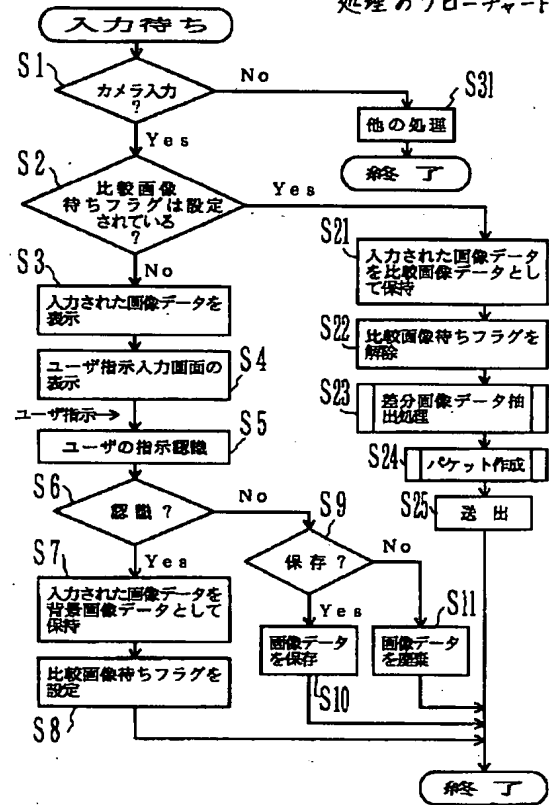 処理のフローチャート
入力待ち
S1
カメラ入力
?
No
S31
他の処理
終了
Yes
S2
比較画像
待ちフラグは設定
されている
?
Yes
S21
入力された画像データ
を比較画像データとし
て保持
S22
比較画像待ちフラグを
解除
S23
差分画像データ抽
出処理
S24
パケット作成
S25
送出
No
S3
入力された画像データを
表示
ユーザ指示入力画面の
表示
S4
ユーザ指示→
ユーザの指示認識
S5
S6
認識?
No
S9
保存?
No
Yes
S7
入力された画像データを
背景画像データとして
保持
Yes
S11
画像データ
を保存
画像データ
を廃棄
S10
比較画像待ちフラグを
設定
S8
終了